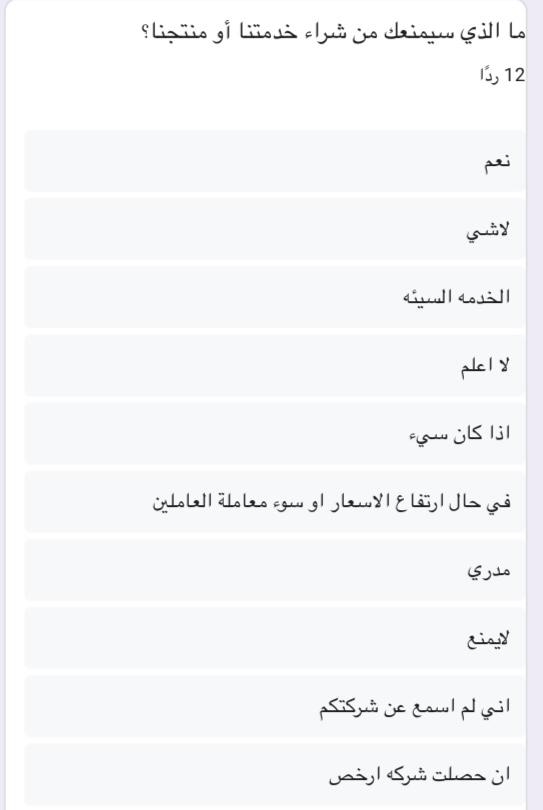 ما الذي سيمنعك من شراء خدمتنا أو منتجنا؟
12 ردًا
نعم
لاشي
الخدمه السيئه
لا اعلم
اذا كان سيء
في حال ارتفاع الاسعار او سوء معاملة العاملين
مدري
لايمنع
اني لم اسمع عن شركتكم
ان حصلت شركه ارخص